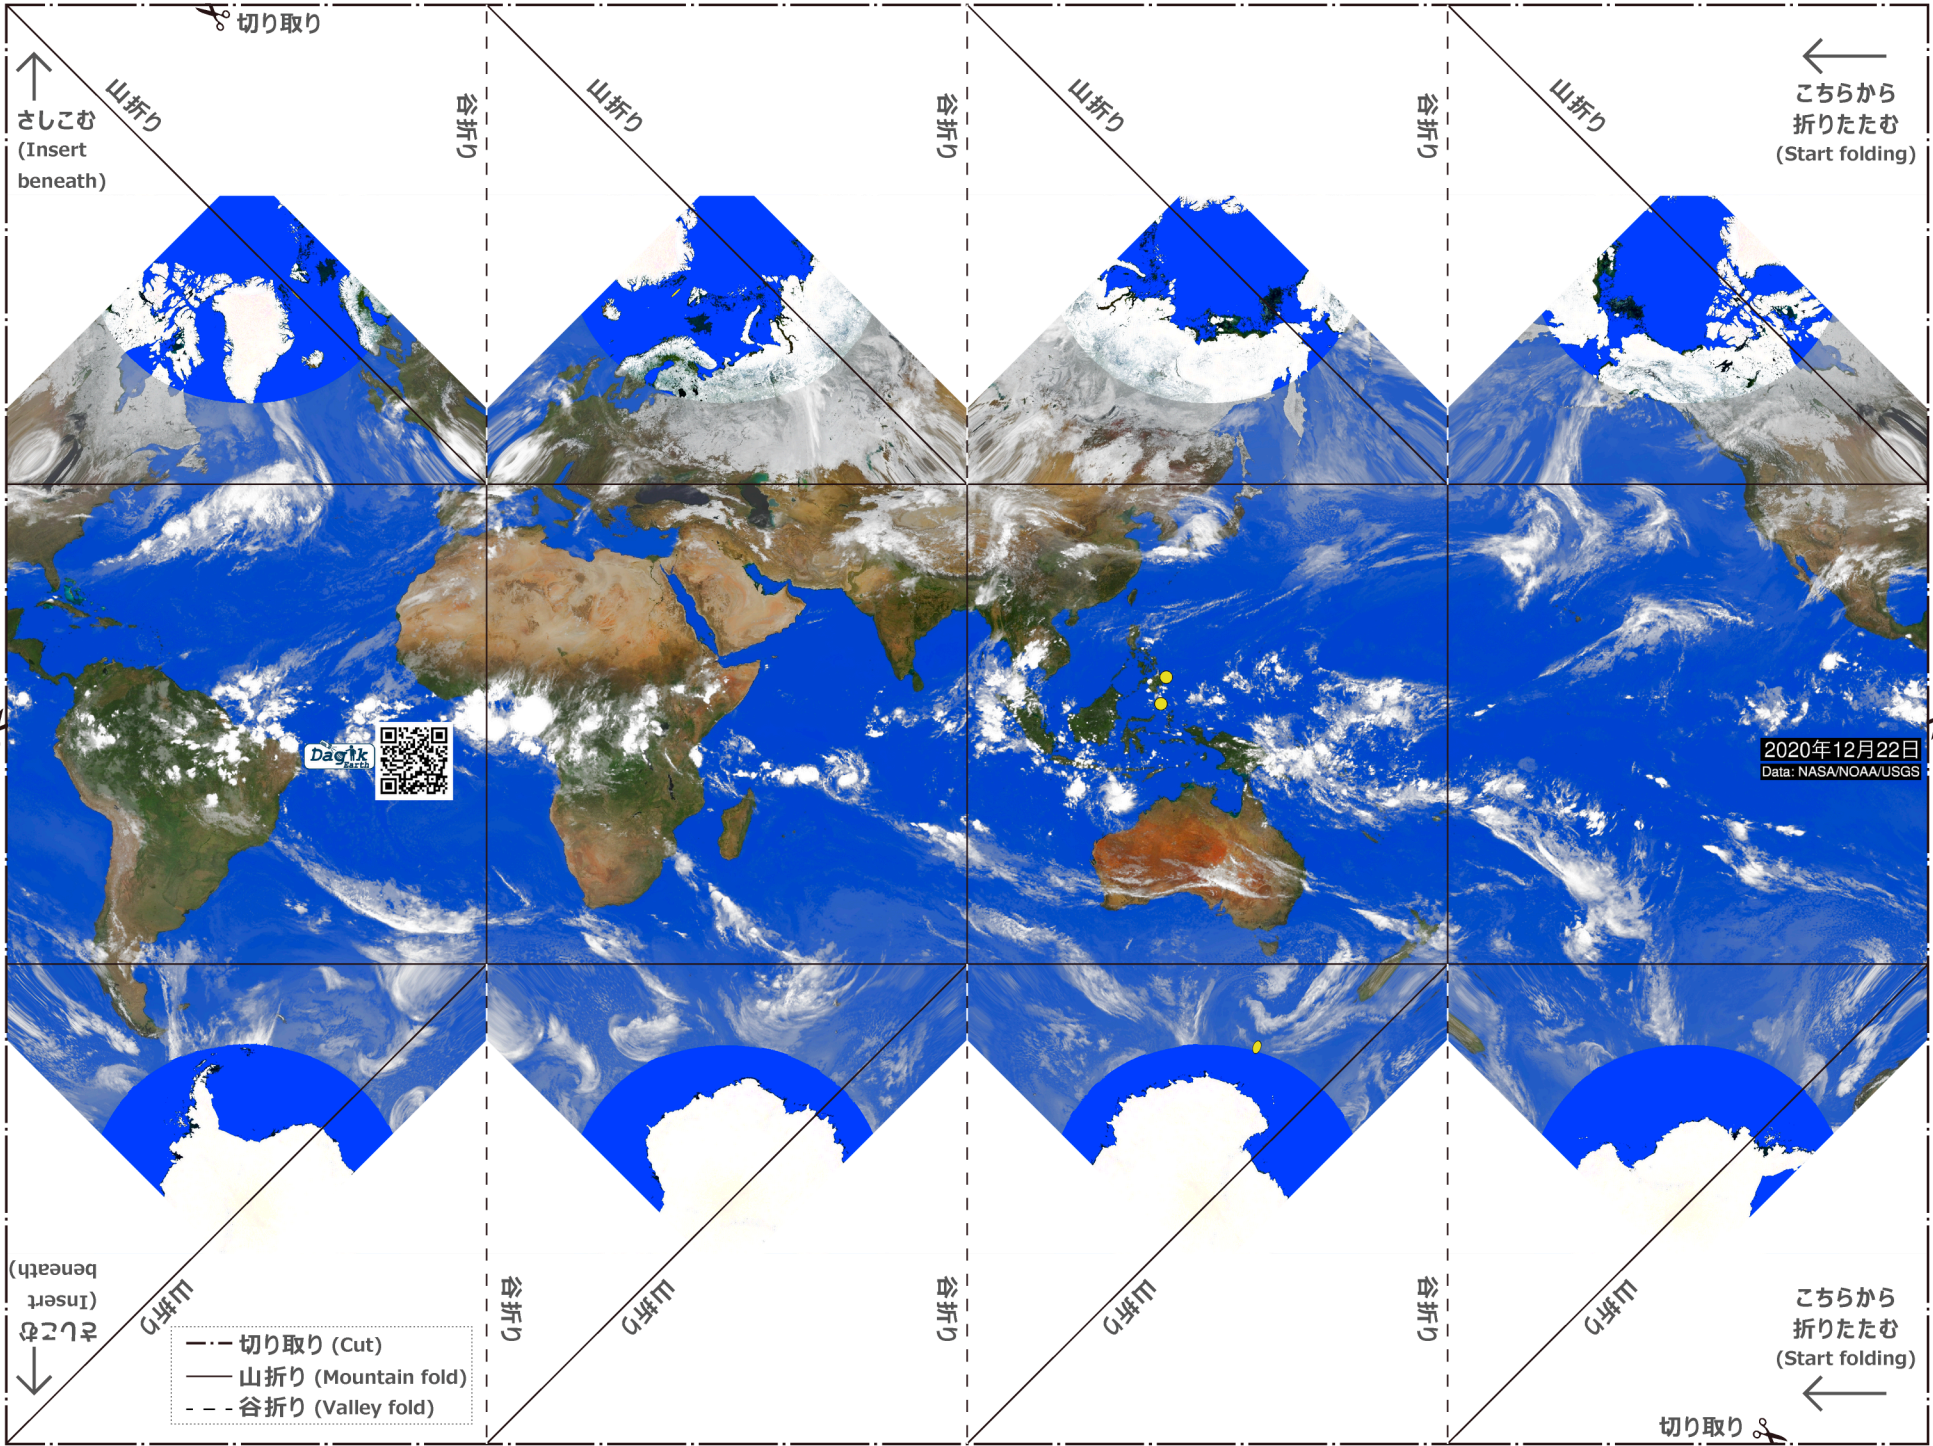 切り取り
山折り
谷折り
山折り
谷折り
山折り
谷折り
山折り
さしこむ
(Insert
beneath)
こちらから
折りたたむ
(Start folding)
Dagik
Earth
2020年12月22日
Data: NASA/NOAA/USGS
さしこむ
(Insert
beneath)
山折り
谷折り
山折り
谷折り
山折り
谷折り
山折り
こちらから
折りたたむ
(Start folding)
切り取り (Cut)
山折り (Mountain fold)
谷折り (Valley fold)
切り取り